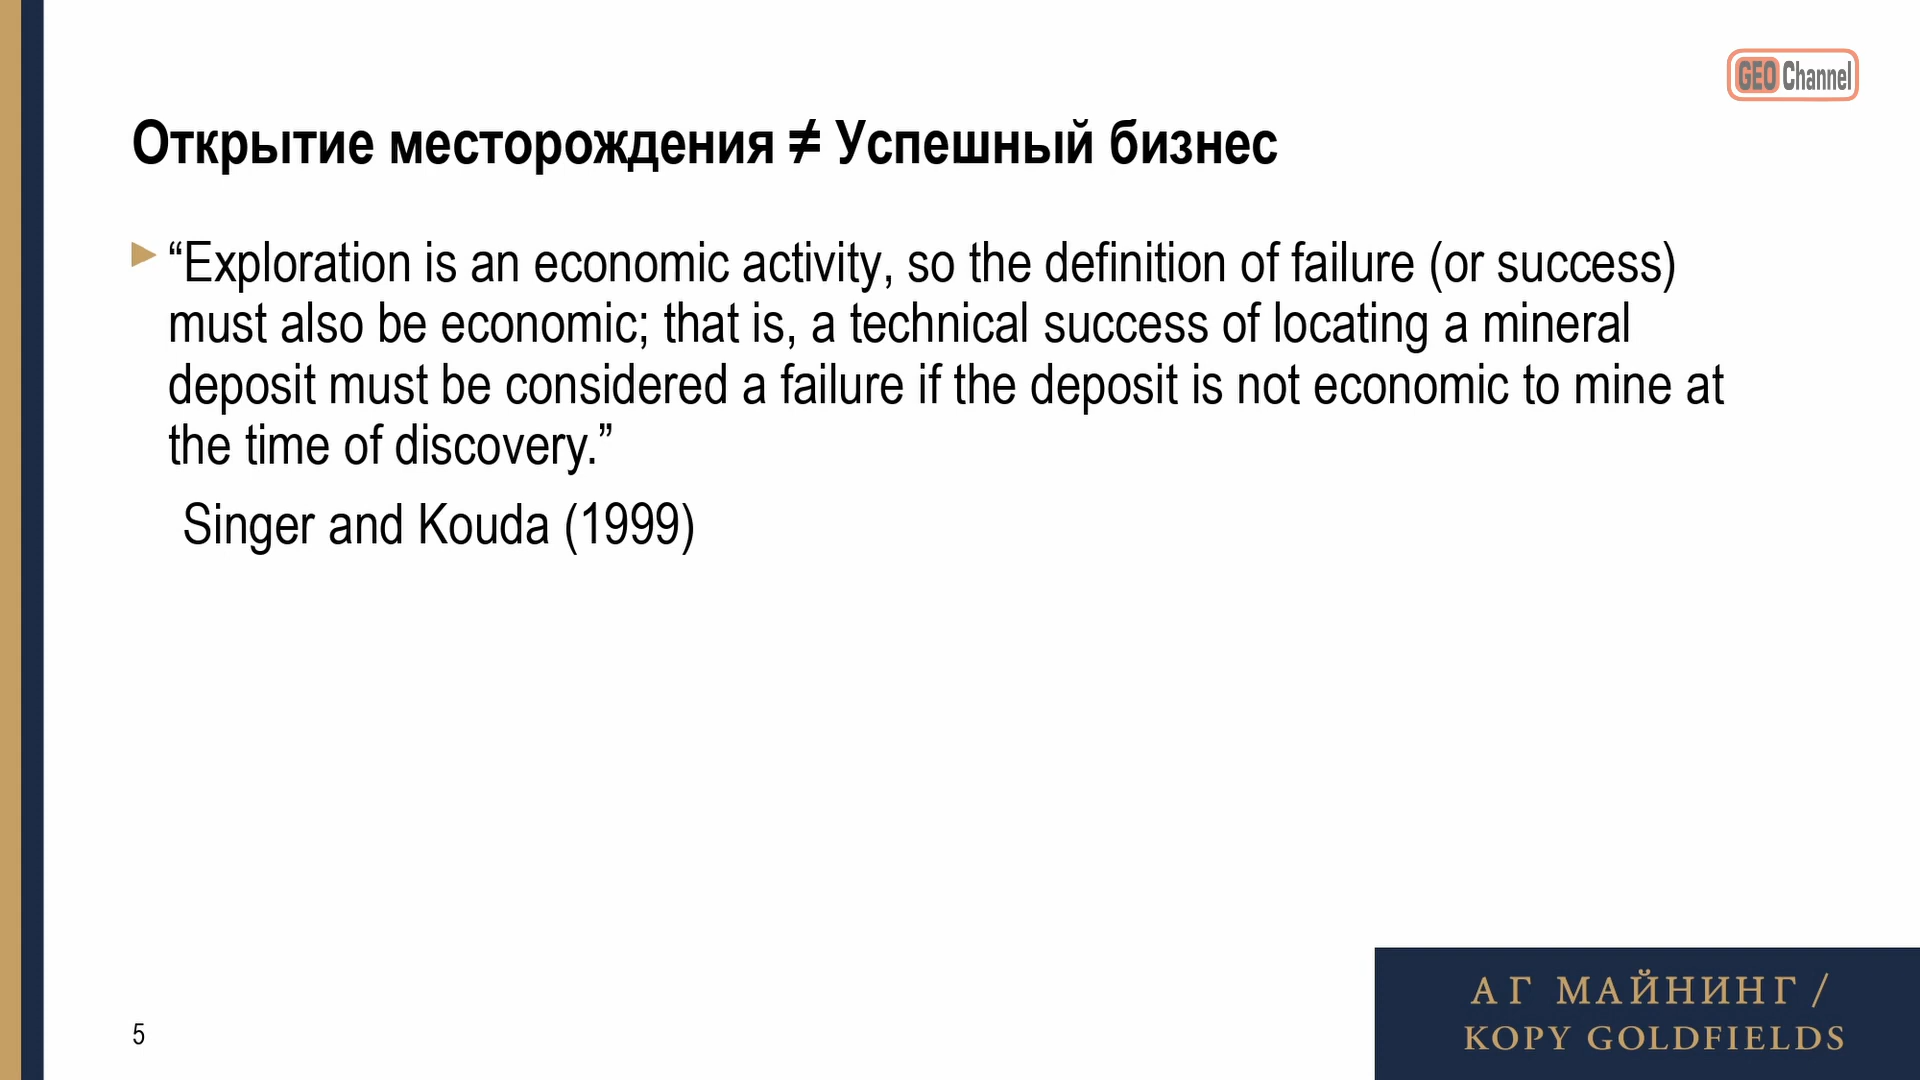 GEO Channel
Открытие месторождения ≠ Успешный бизнес
“Exploration is an economic activity, so the definition of failure (or success)
must also be economic; that is, a technical success of locating a mineral
deposit must be considered a failure if the deposit is not economic to mine at
the time of discovery.”
Singer and Kouda (1999)
5
АГ МАЙНИНГ /
KOPY GOLDFIELDS